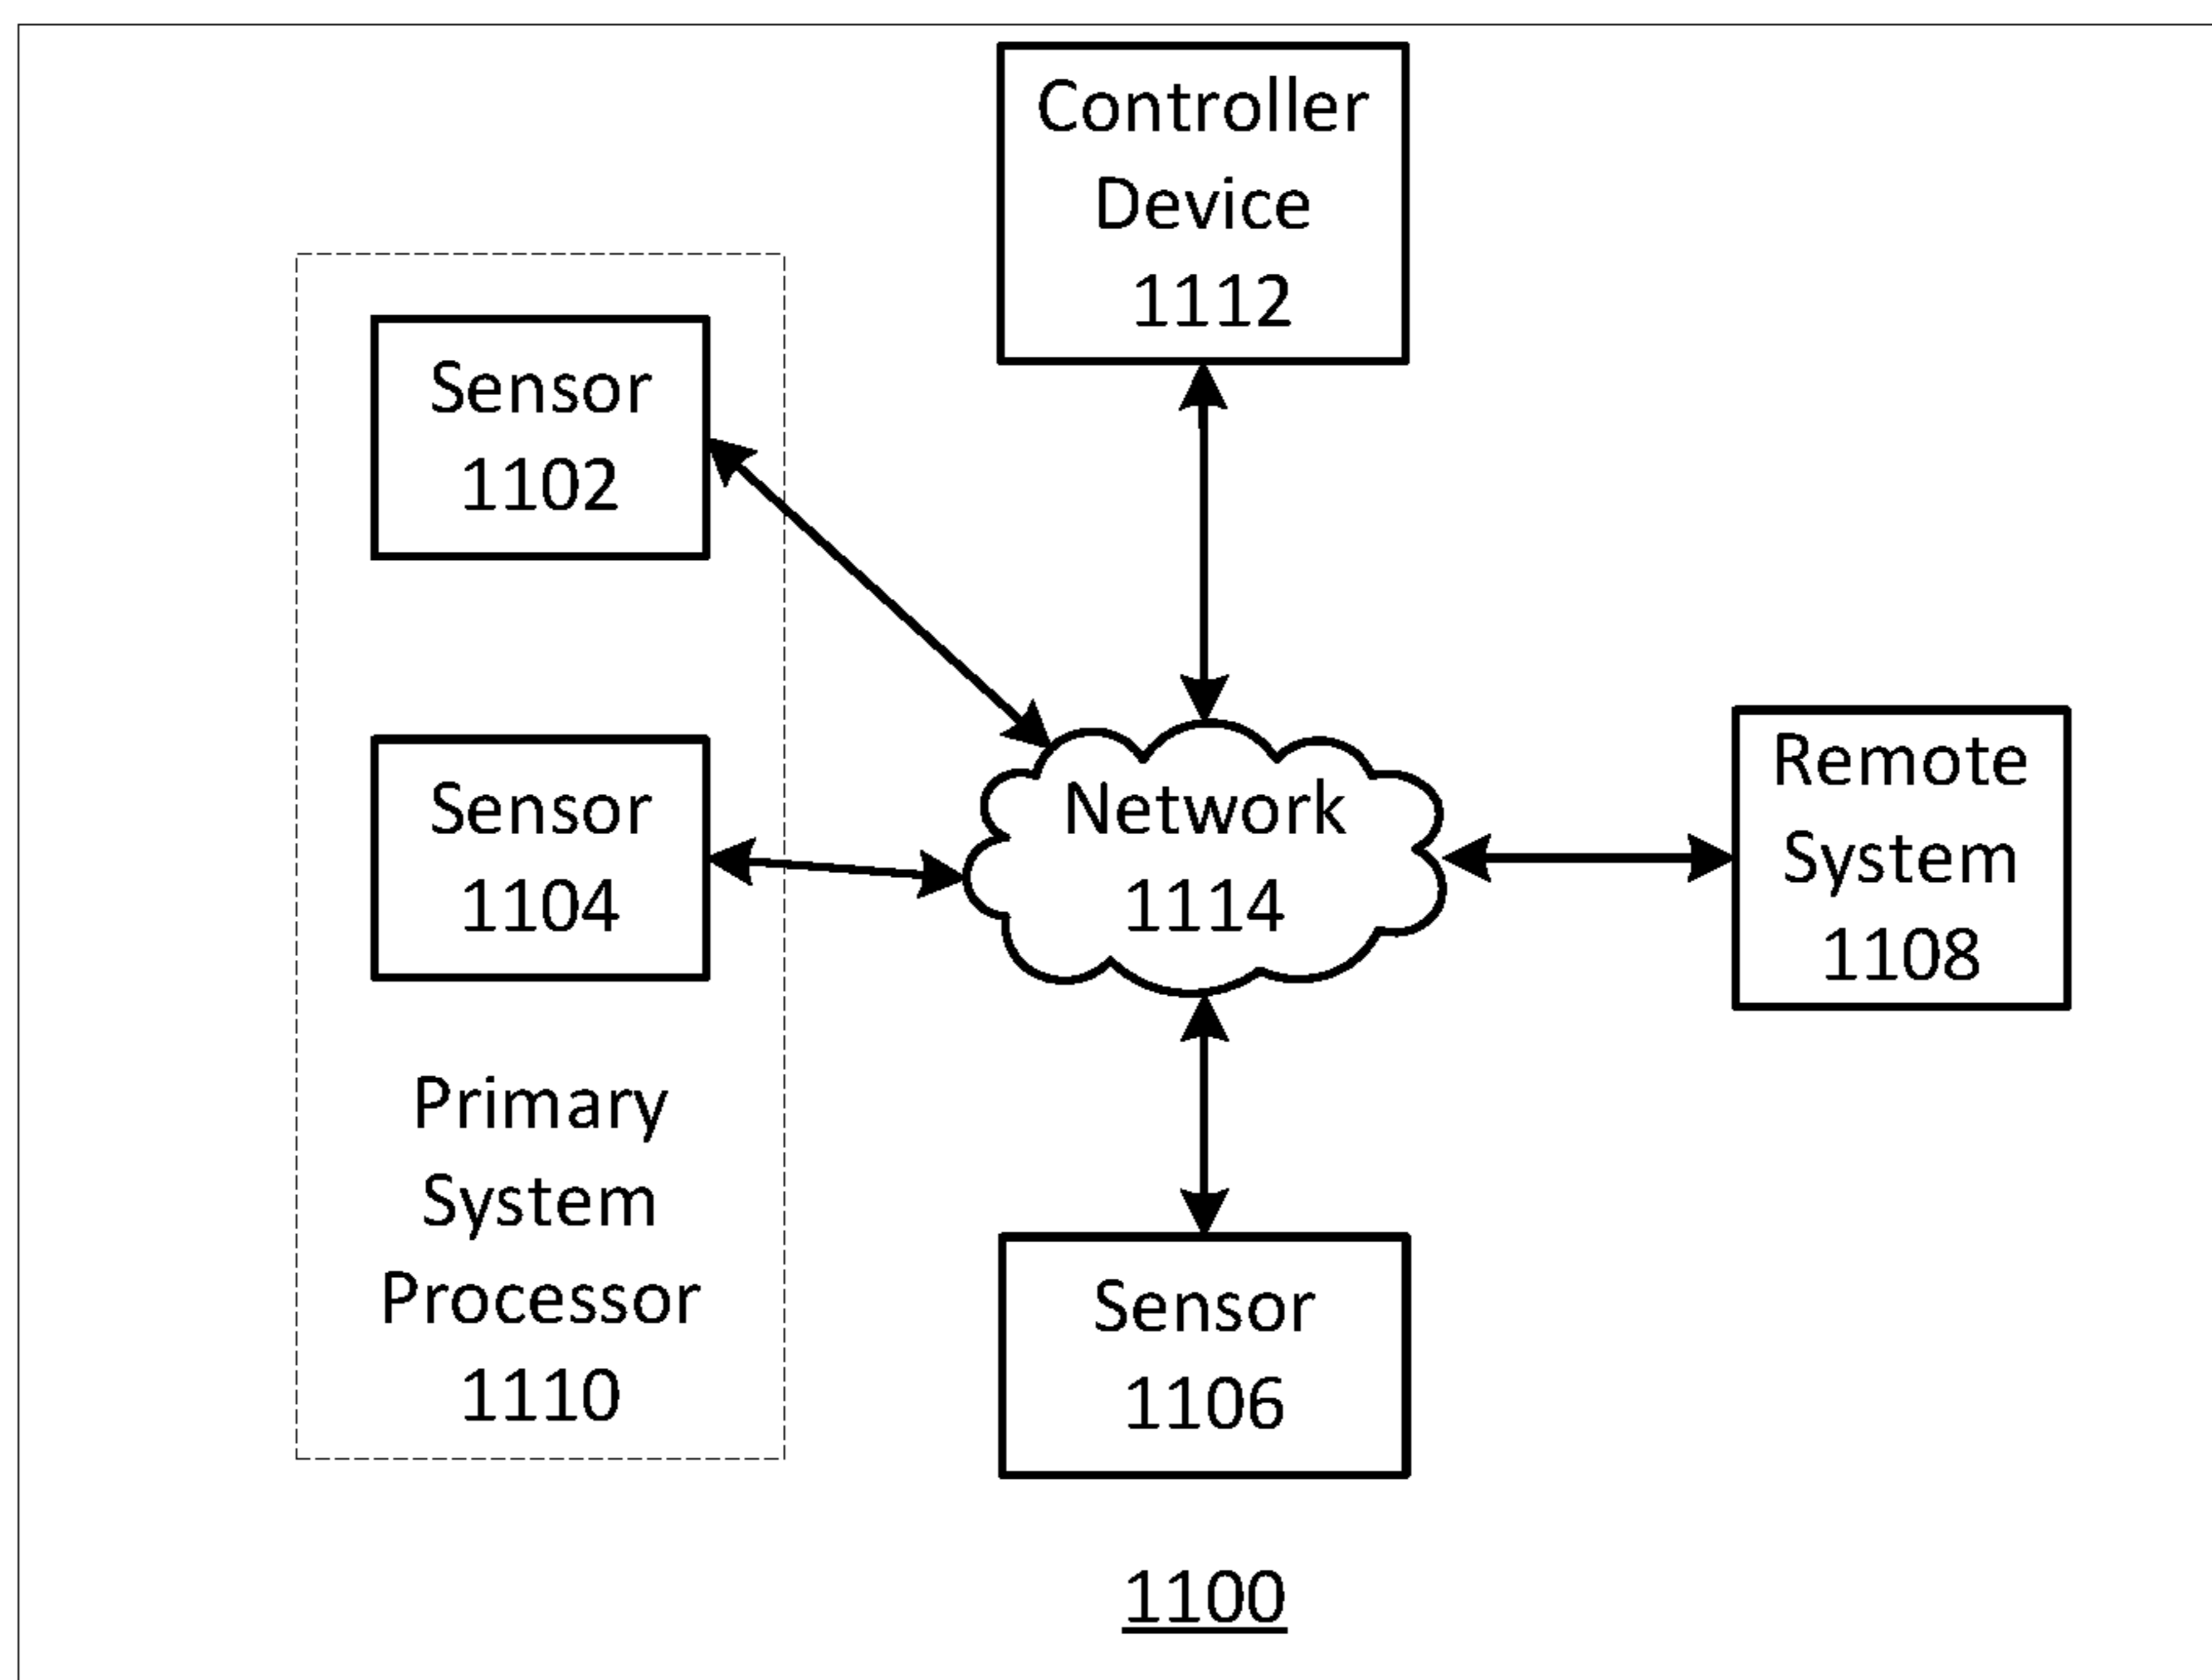 Controller
Device
1112
Sensor
1102
Sensor
1104
Primary
System
Processor
1110
Network
1114
Remote
System
1108
Sensor
1106
1100